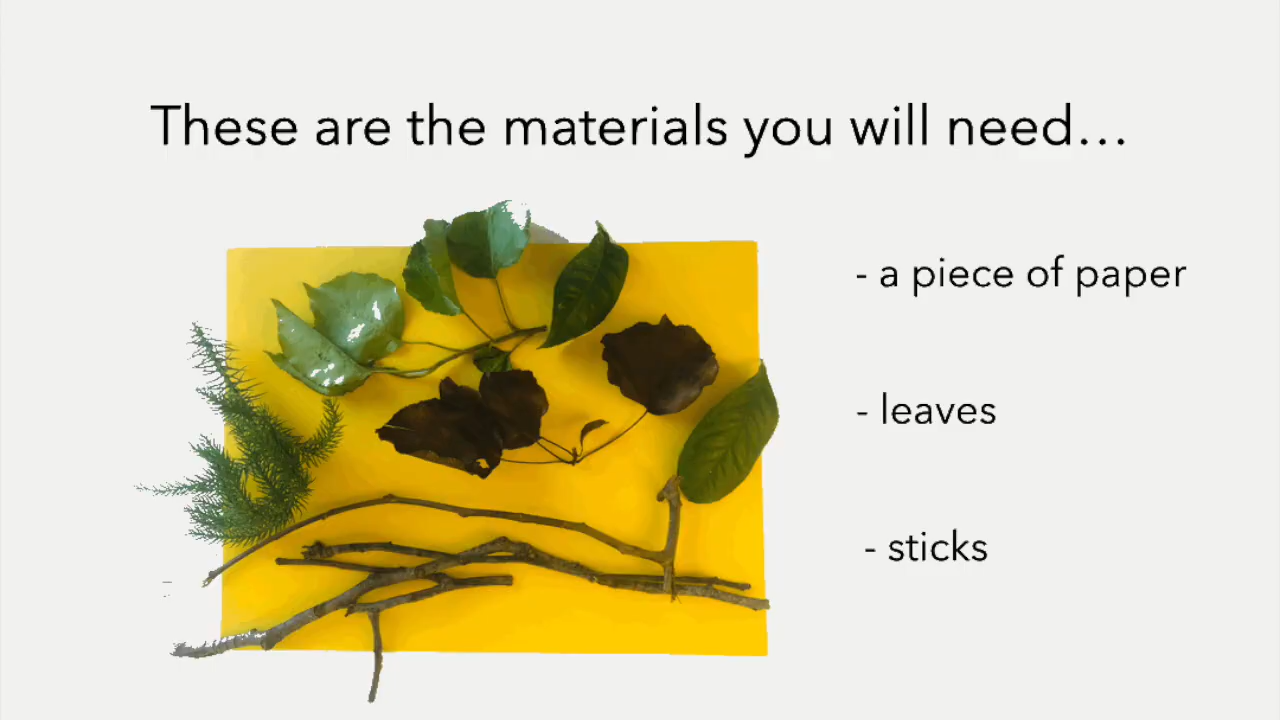 These are the materials you will need…
- a piece of paper
- leaves
- sticks